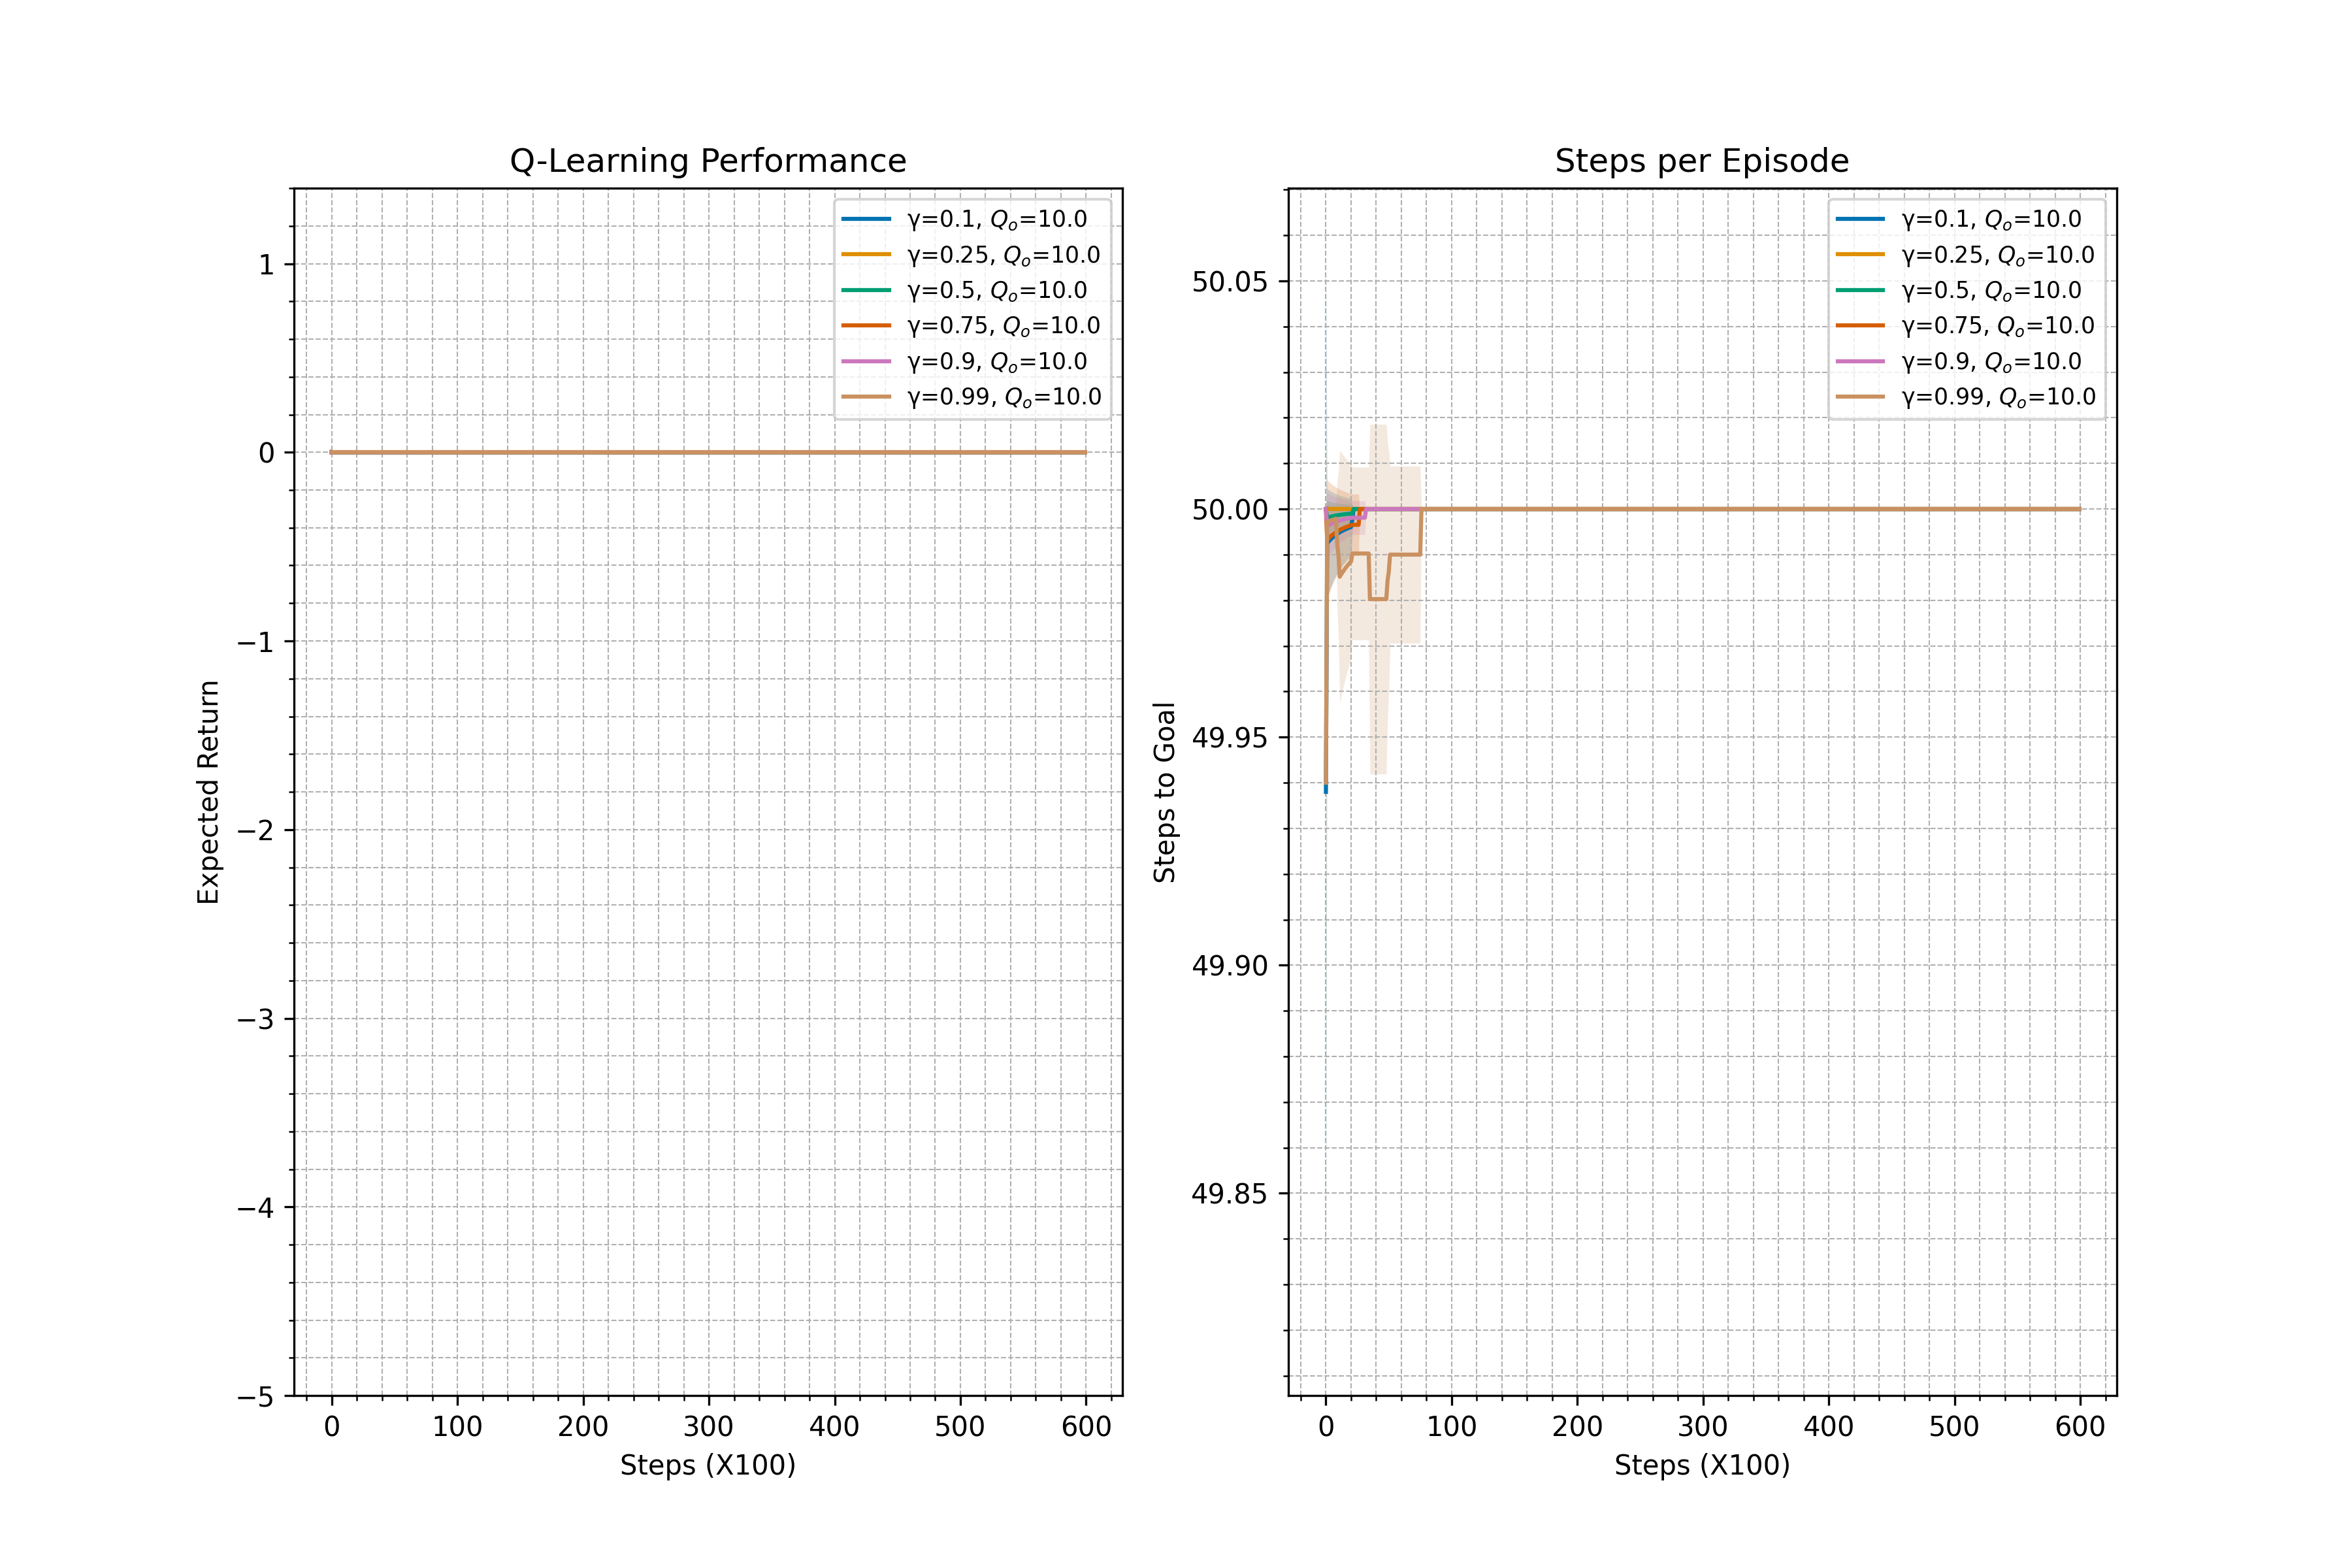 Q-Learning Performance
Expected Return
1
0
−1
−2
−3
−4
−5
0 100 200 300 400 500 600
Steps (X100)
γ=0.1, Qo=10.0
γ=0.25, Qo=10.0
γ=0.5, Qo=10.0
γ=0.75, Qo=10.0
γ=0.9, Qo=10.0
γ=0.99, Qo=10.0
Steps per Episode
Steps to Goal
50.05
50.00
49.95
49.90
49.85
0 100 200 300 400 500 600
Steps (X100)
γ=0.1, Qo=10.0
γ=0.25, Qo=10.0
γ=0.5, Qo=10.0
γ=0.75, Qo=10.0
γ=0.9, Qo=10.0
γ=0.99, Qo=10.0